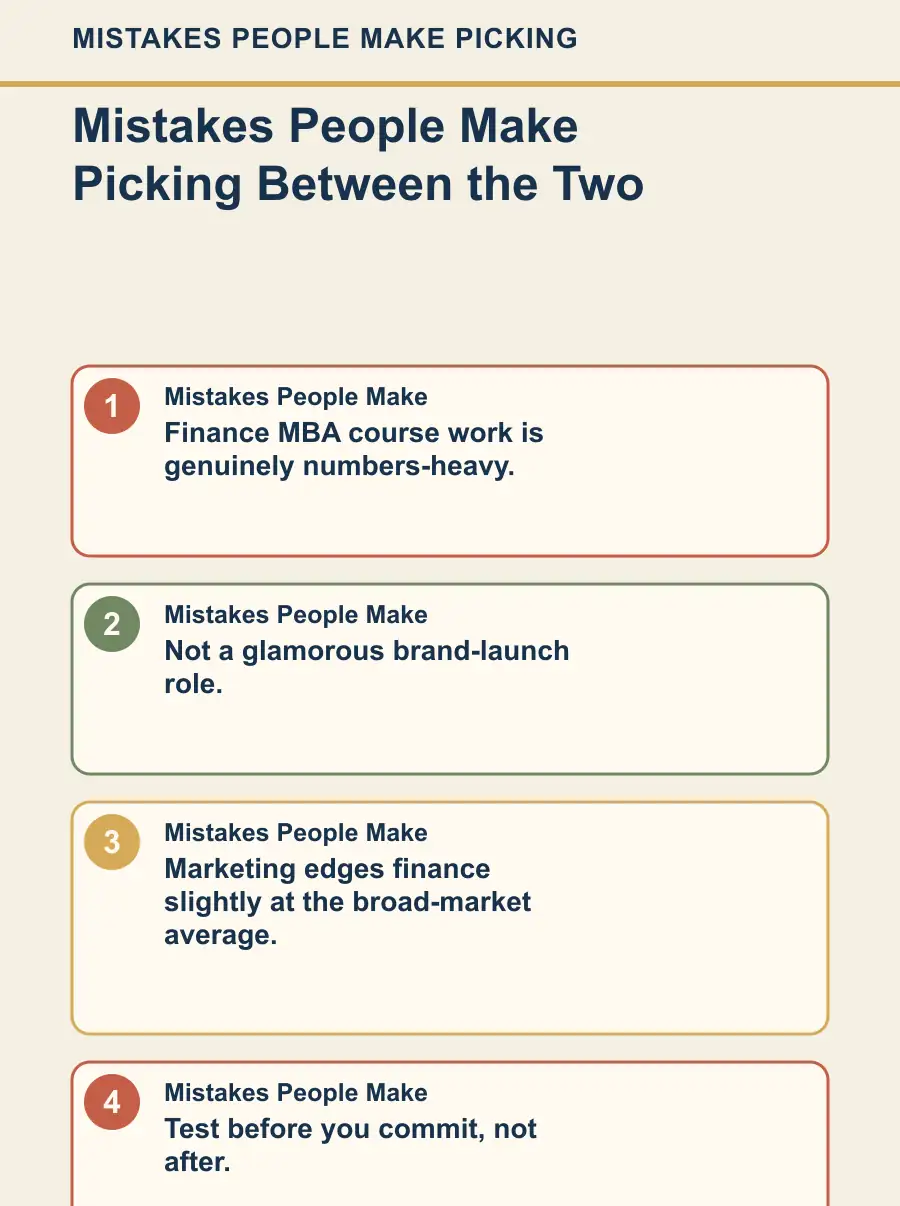 MISTAKES PEOPLE MAKE PICKING
Mistakes People Make
Picking Between the Two
1
Mistakes People Make
Finance MBA course work is
genuinely numbers-heavy.
2
Mistakes People Make
Not a glamorous brand-launch
role.
3
Mistakes People Make
Marketing edges finance
slightly at the broad-market
average.
4
Mistakes People Make
Test before you commit, not
after.